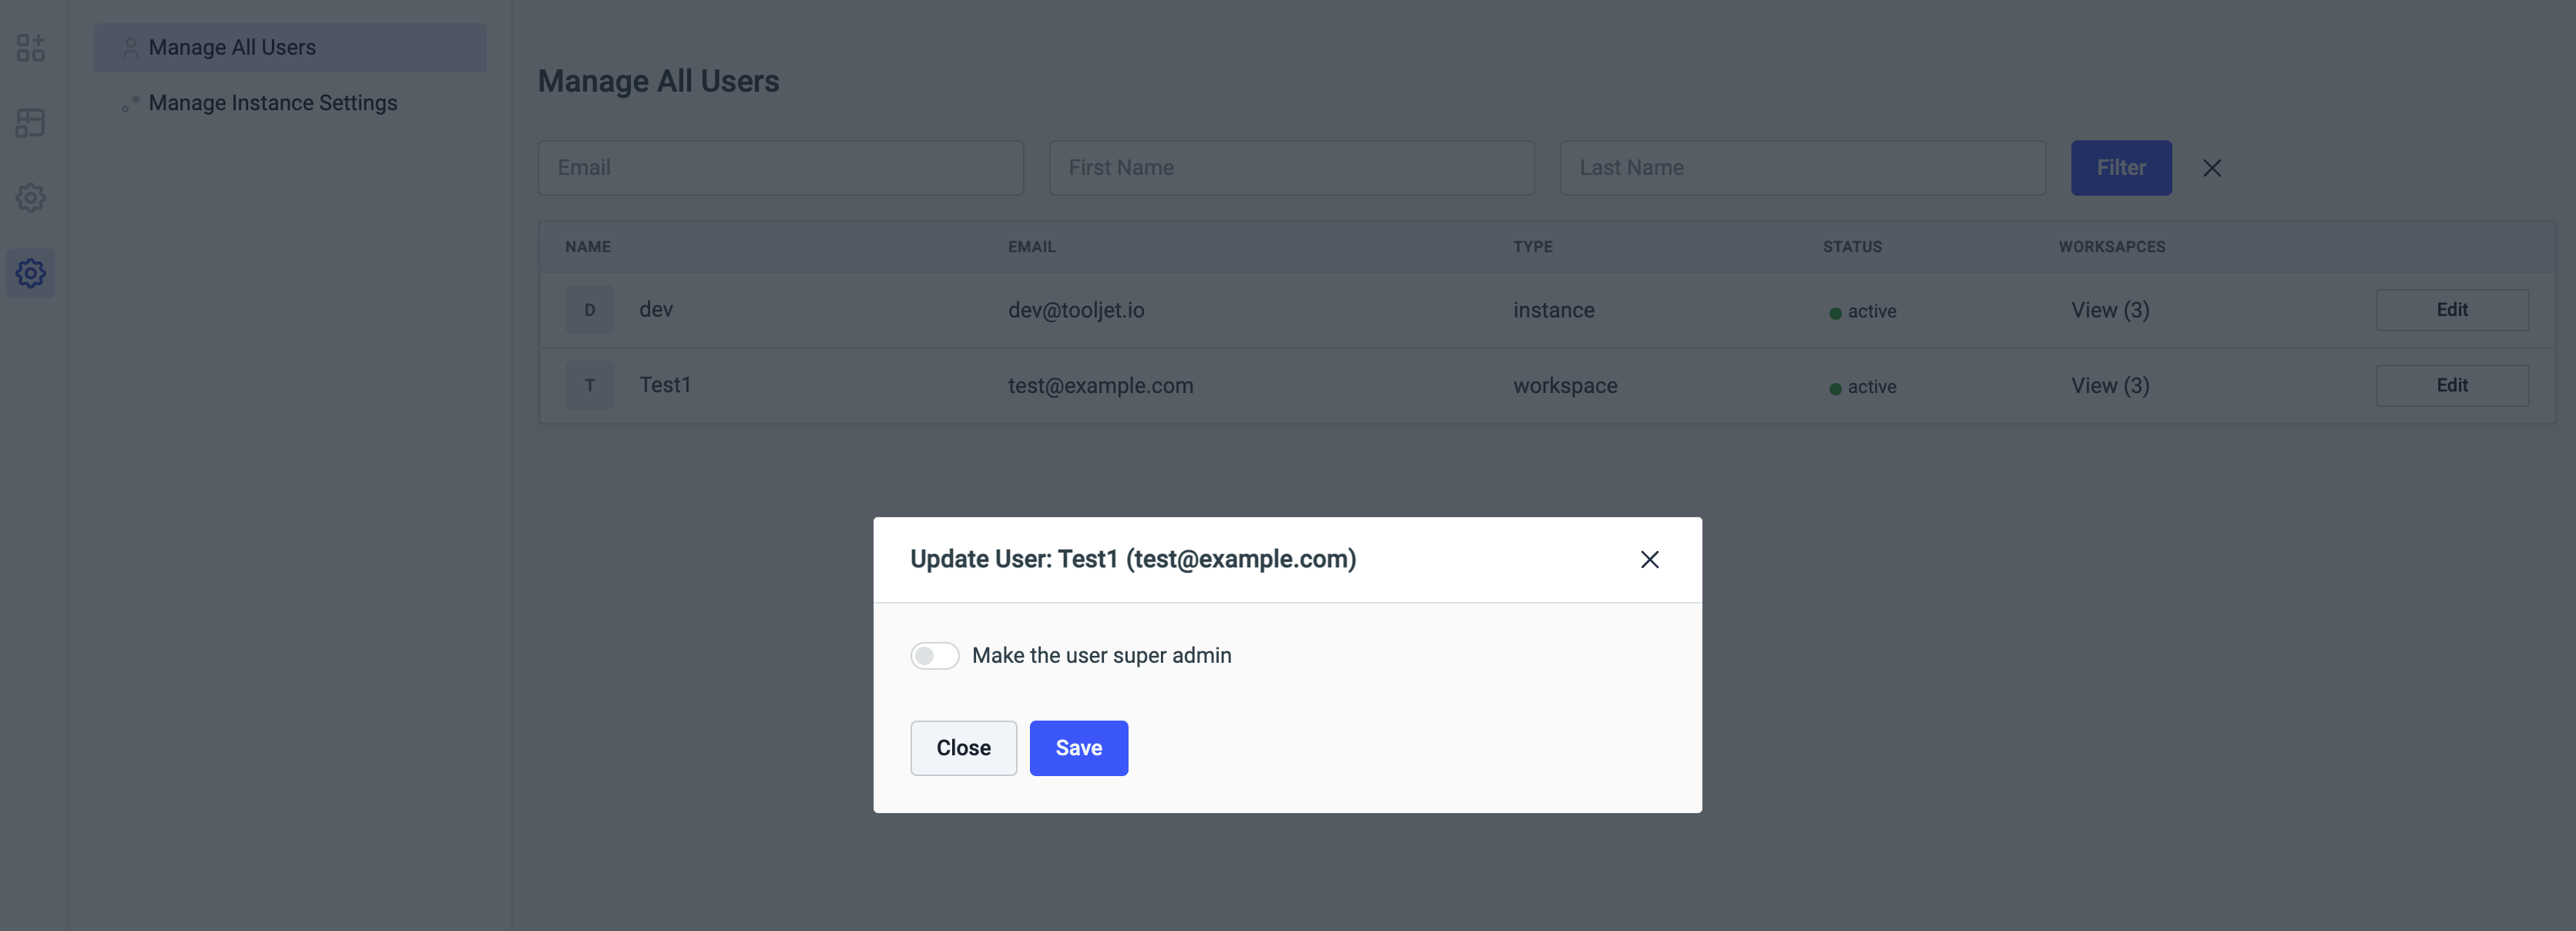 Manage All Users
Manage Instance Settings
Manage All Users
Email First Name Last Name Filter
NAME EMAIL TYPE STATUS WORKSAPCES
D dev dev@tooljet.io instance active View (3) Edit
T Test1 test@example.com workspace active View (3) Edit
Update User: Test1 (test@example.com)
Make the user super admin
Close Save